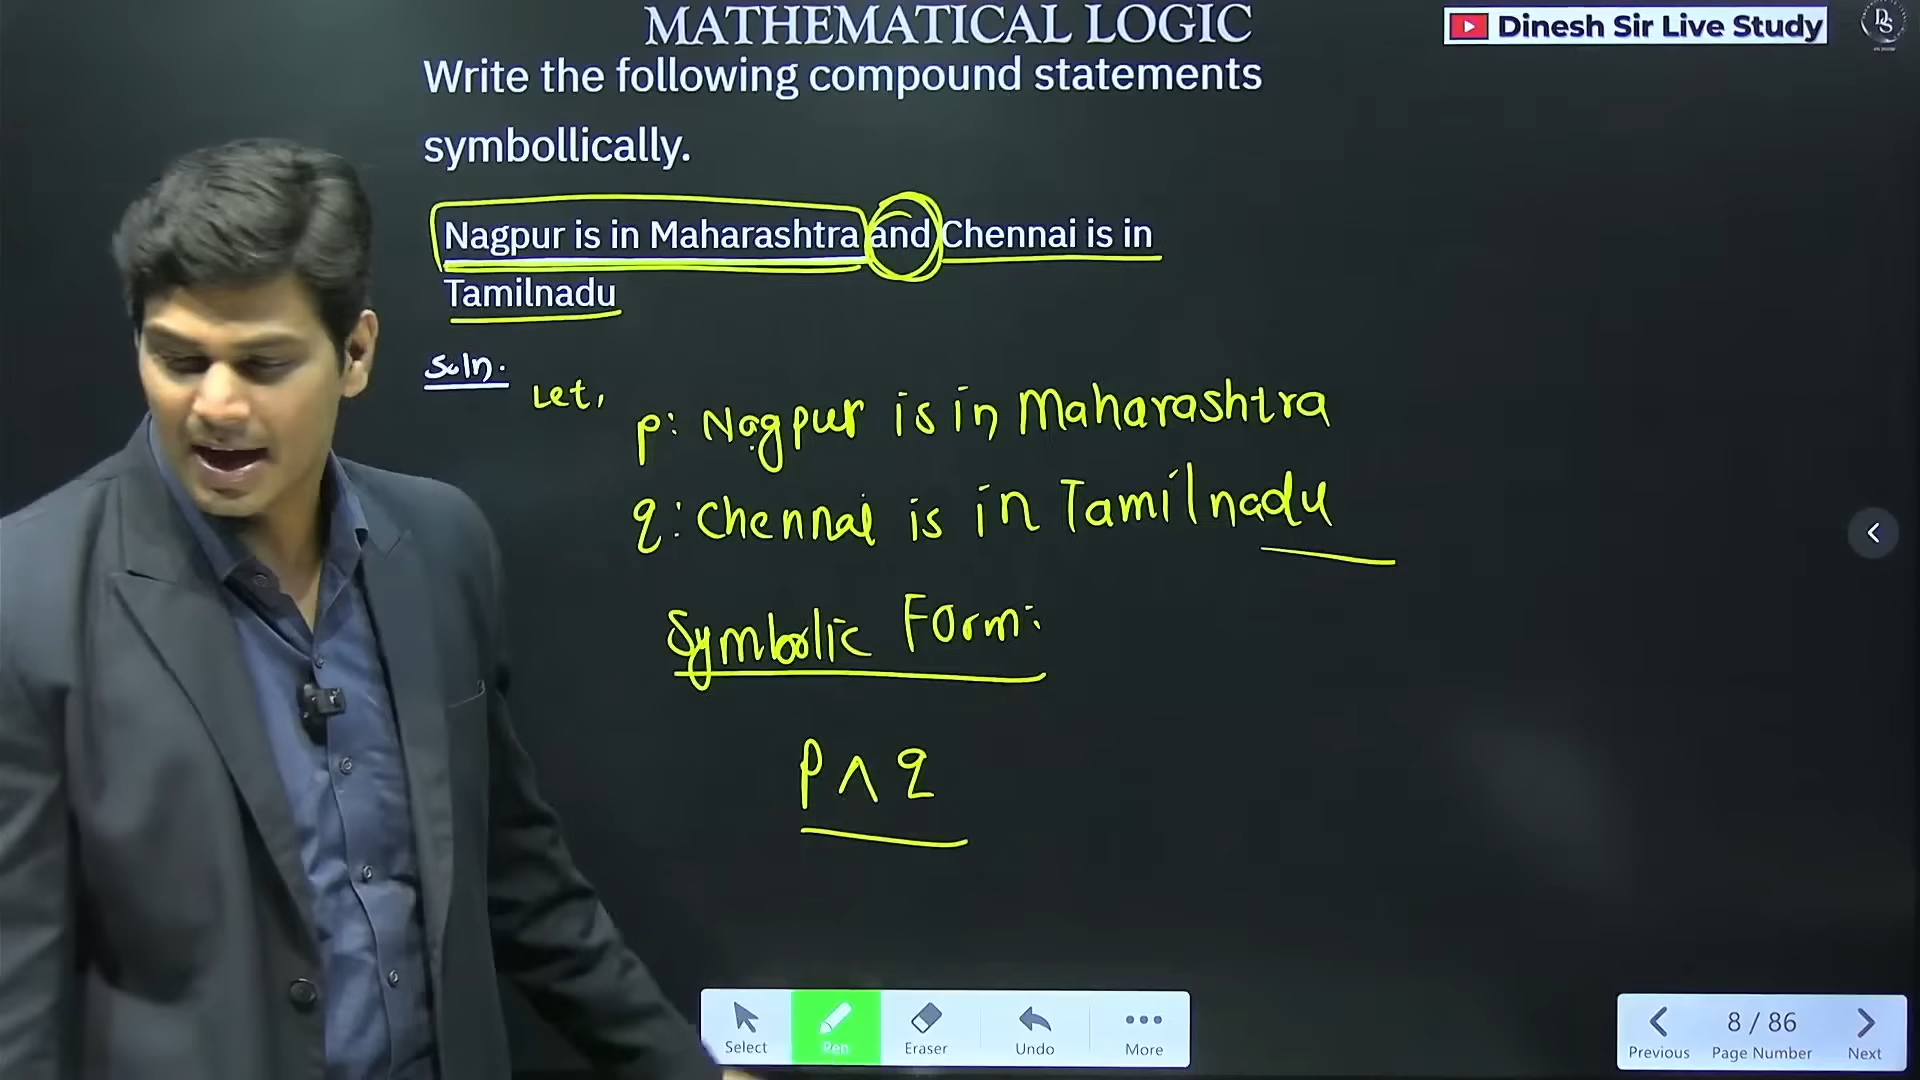 MATHEMATICAL LOGIC
Dinesh Sir Live Study
DS
Write the following compound statements
symbollically.
Nagpur is in Maharashtra and Chennai is in
Tamilnadu
Soln.
Let,
p: Nagpur is in Maharashtra
q: Chennai is in Tamilnadu
Symbolic Form:
p ∧ q
Select
Pen
Eraser
Undo
More
8 / 86
Previous
Page Number
Next